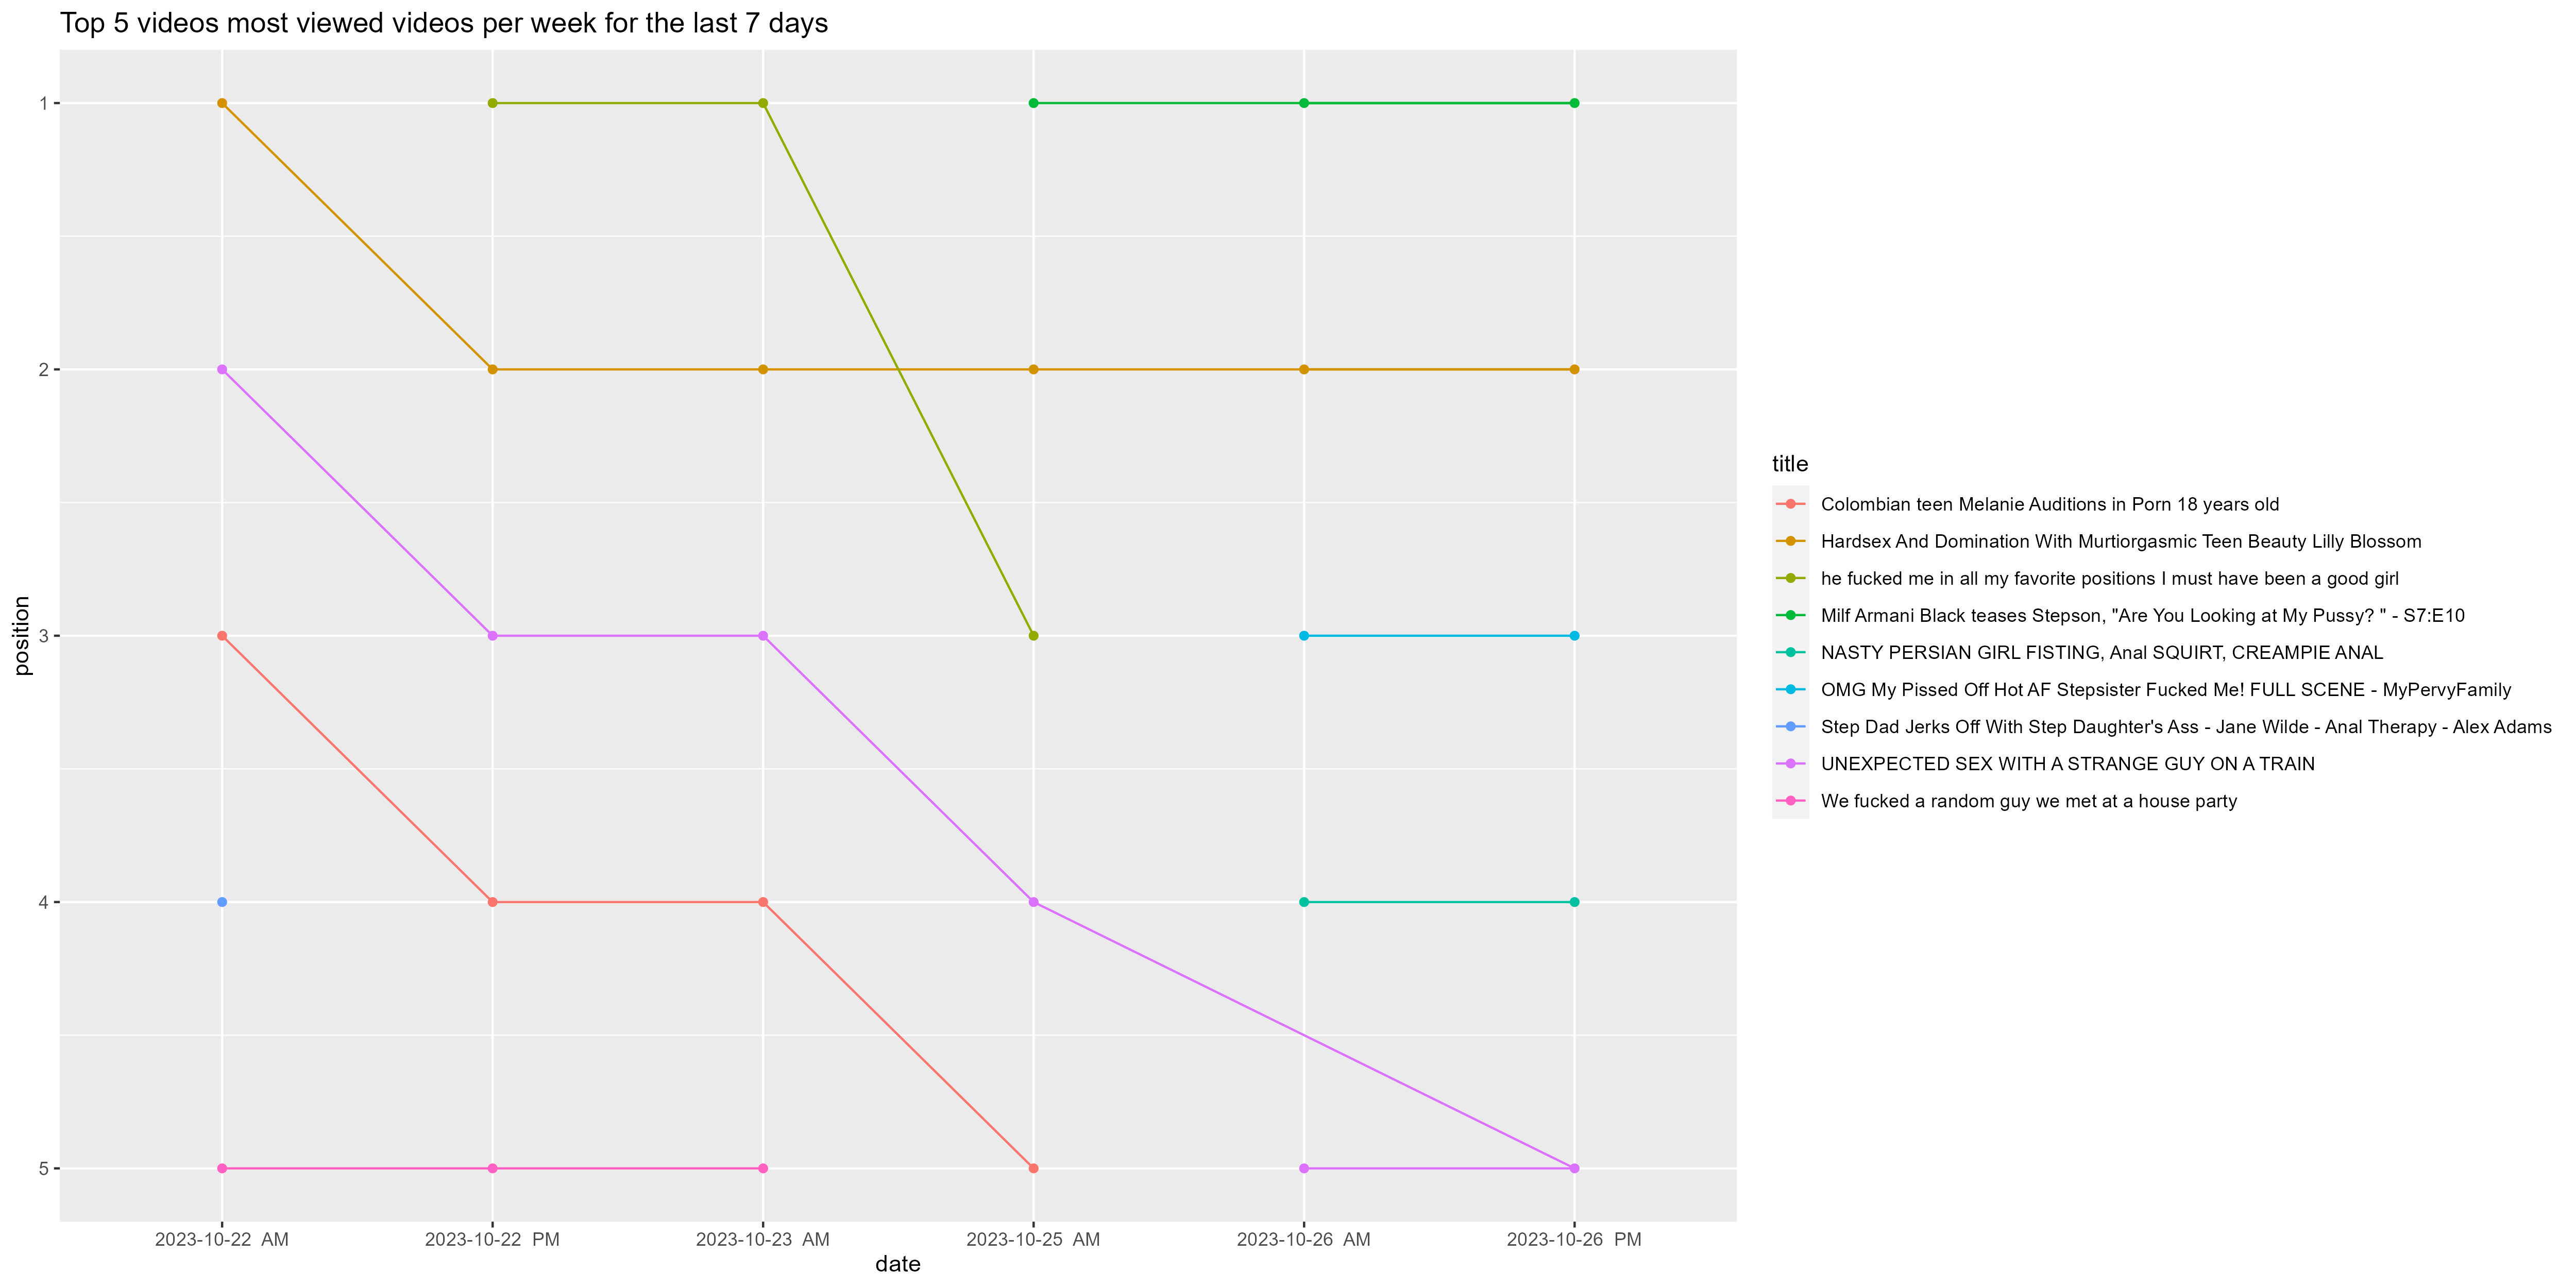 Top 5 videos most viewed videos per week for the last 7 days
1
2
3
4
5
position
2023-10-22 AM
2023-10-22 PM
2023-10-23 AM
2023-10-25 AM
2023-10-26 AM
2023-10-26 PM
date
title
Colombian teen Melanie Auditions in Porn 18 years old
Hardsex And Domination With Murtiorgasmic Teen Beauty Lilly Blossom
he fucked me in all my favorite positions I must have been a good girl
Milf Armani Black teases Stepson, "Are You Looking at My Pussy? " - S7:E10
NASTY PERSIAN GIRL FISTING, Anal SQUIRT, CREAMPIE ANAL
OMG My Pissed Off Hot AF Stepsister Fucked Me! FULL SCENE - MyPervyFamily
Step Dad Jerks Off With Step Daughter's Ass - Jane Wilde - Anal Therapy - Alex Adams
UNEXPECTED SEX WITH A STRANGE GUY ON A TRAIN
We fucked a random guy we met at a house party